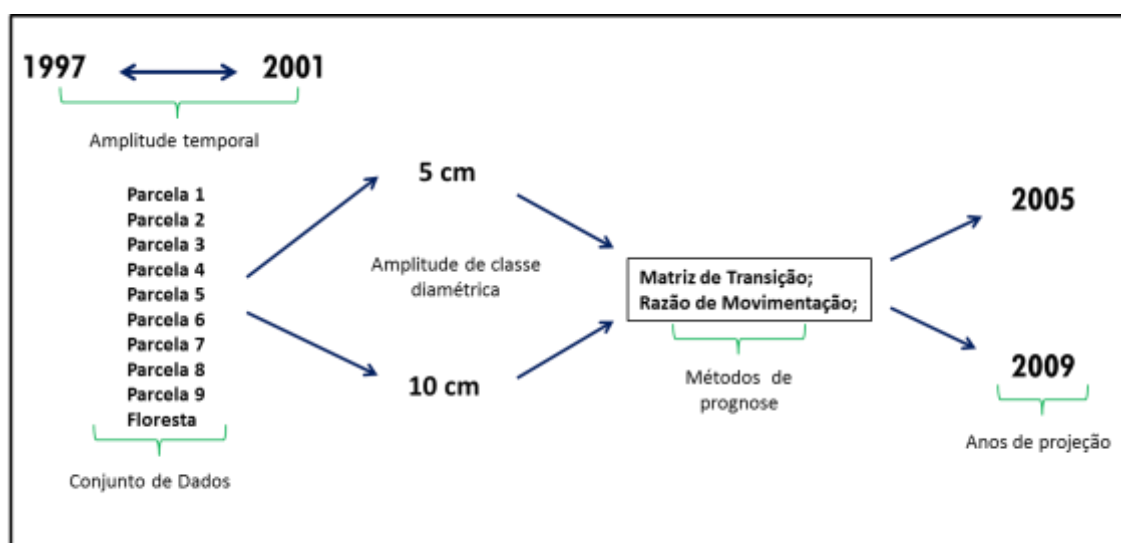 1997
2001
Amplitude temporal
Parcela 1
Parcela 2
Parcela 3
Parcela 4
Parcela 5
Parcela 6
Parcela 7
Parcela 8
Parcela 9
Floresta
Conjunto de Dados
5 cm
Amplitude de classe
diamétrica
10 cm
Matriz de Transição;
Razão de Movimentação;
Métodos de
prognose
2005
2009
Anos de projeção